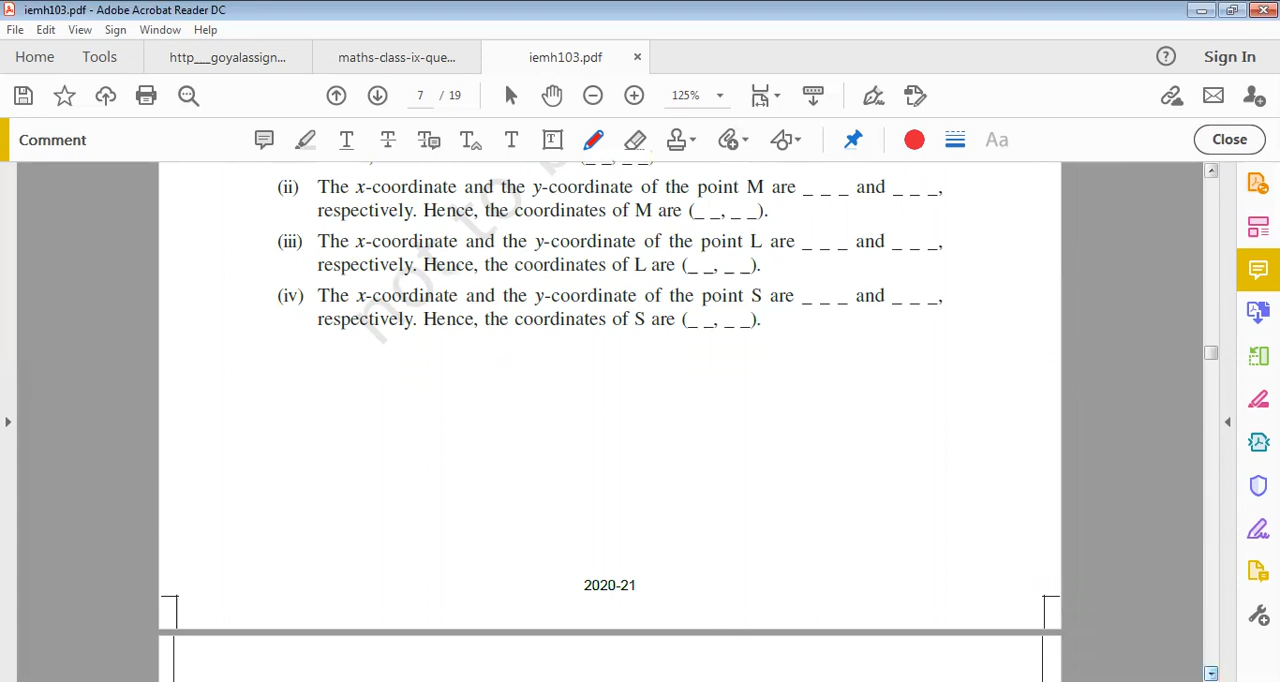 iemh103.pdf - Adobe Acrobat Reader DC
File Edit View Sign Window Help
Home Tools http___goyalassign... maths-class-ix-que... iemh103.pdf × ? Sign In
7 / 19 125%
Comment T T T T T T Aa Close
(ii) The x-coordinate and the y-coordinate of the point M are _ _ _ and _ _ _,
respectively. Hence, the coordinates of M are (_ _, _ _).
(iii) The x-coordinate and the y-coordinate of the point L are _ _ _ and _ _ _,
respectively. Hence, the coordinates of L are (_ _, _ _).
(iv) The x-coordinate and the y-coordinate of the point S are _ _ _ and _ _ _,
respectively. Hence, the coordinates of S are (_ _, _ _).
not to b
2020-21